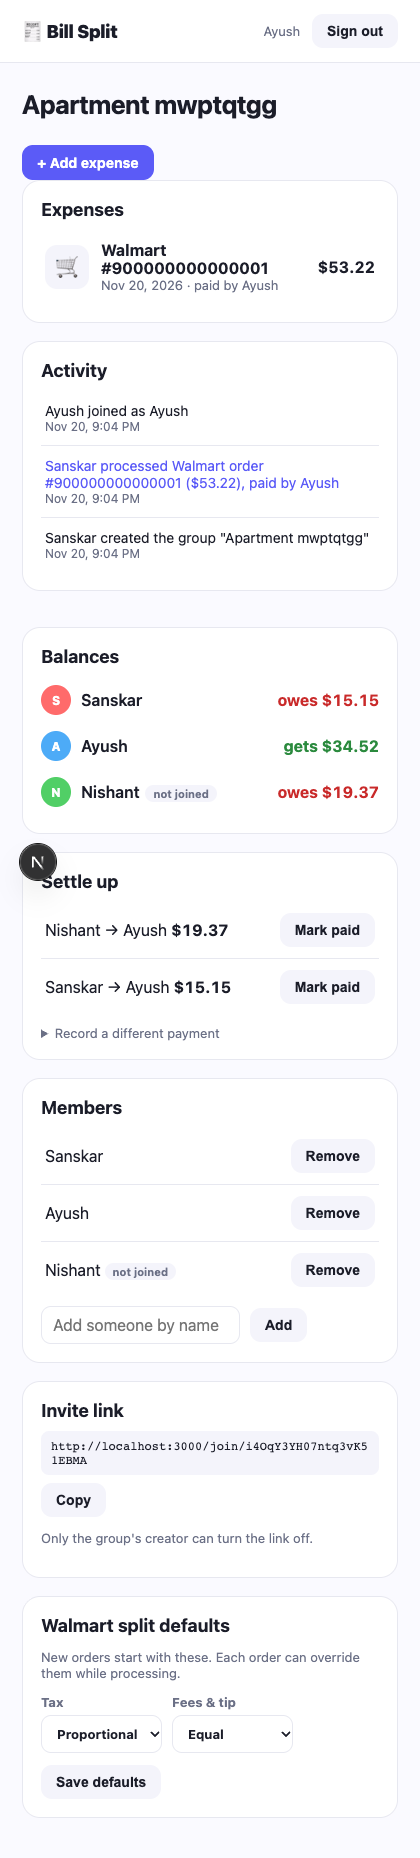 Bill Split
Ayush
Sign out
Apartment mwptqtgg
+ Add expense
Expenses
Walmart
#900000000000001
$53.22
Nov 20, 2026 · paid by Ayush
Activity
Ayush joined as Ayush
Nov 20, 9:04 PM
Sanskar processed Walmart order
#900000000000001 ($53.22), paid by Ayush
Nov 20, 9:04 PM
Sanskar created the group "Apartment mwptqtgg"
Nov 20, 9:04 PM
Balances
S Sanskar owes $15.15
A Ayush gets $34.52
N Nishant not joined owes $19.37
N
Settle up
Nishant → Ayush $19.37 Mark paid
Sanskar → Ayush $15.15 Mark paid
▶ Record a different payment
Members
Sanskar Remove
Ayush Remove
Nishant not joined Remove
Add someone by name Add
Invite link
http://localhost:3000/join/i4OqY3YH07ntq3vK5
1EBMA
Copy
Only the group's creator can turn the link off.
Walmart split defaults
New orders start with these. Each order can override
them while processing.
Tax Fees & tip
Proportional Equal
Save defaults